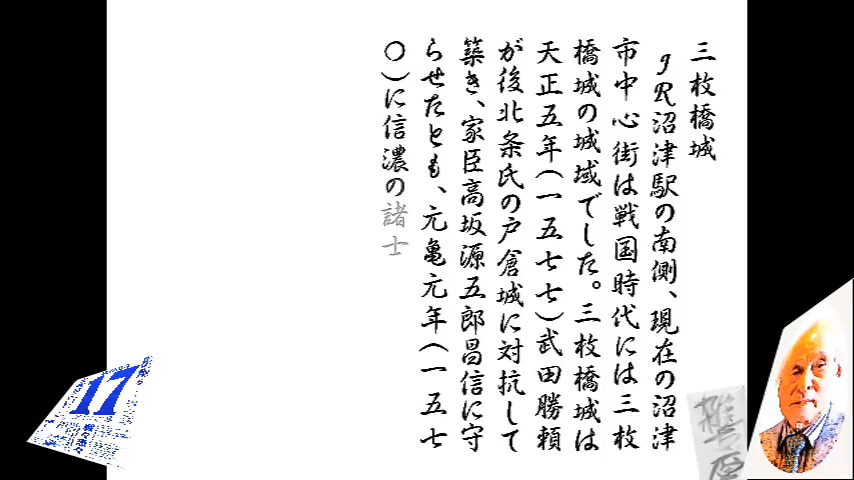 三枚橋城
JR沼津駅の南側、現在の沼津
市中心街は戦国時代には三枚
橋城の城域でした。三枚橋城は
天正五年(一五七七)武田勝頼
が後北条氏の戸倉城に対抗して
築き、家臣高坂源五郎昌信に守
らせたとも、元亀元年(一五七
〇)に信濃の諸士
17